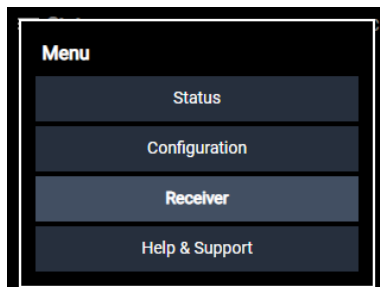 Menu
Status
Configuration
Receiver
Help & Support